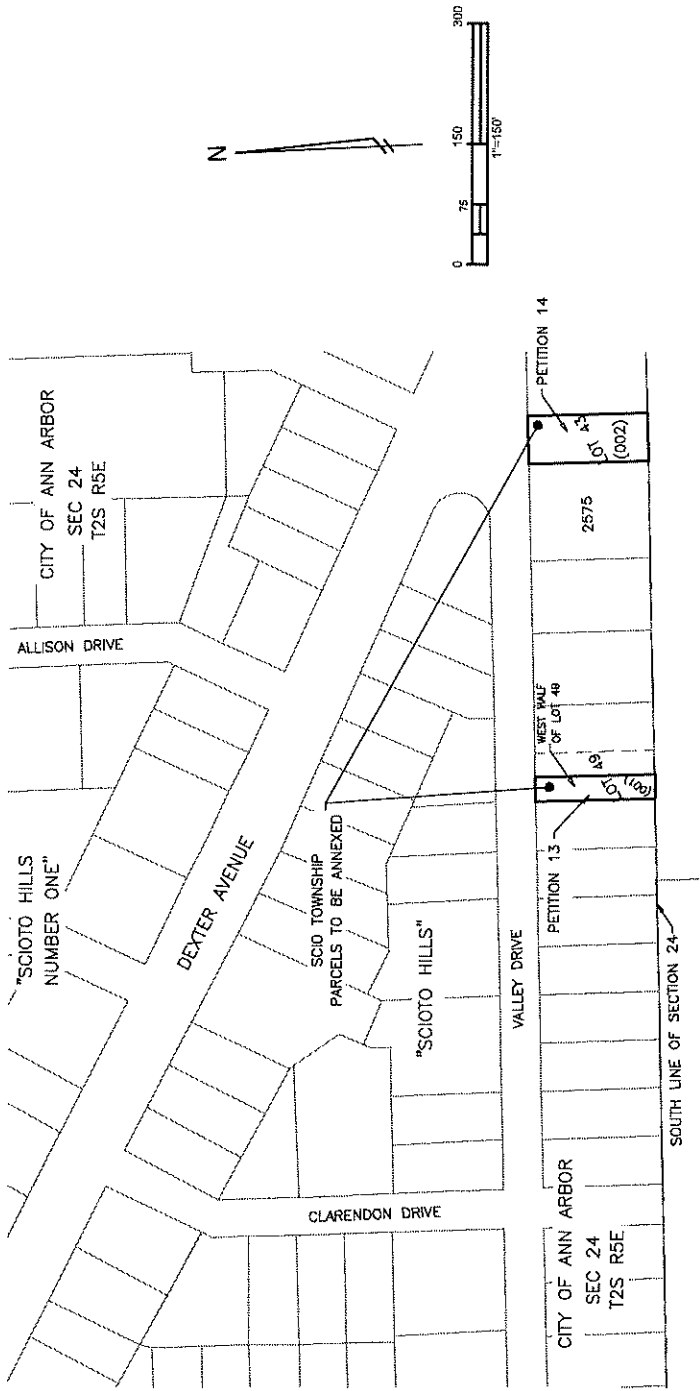 N
0
75
150
300
1"=150'
CITY OF ANN ARBOR
SEC 24
T2S R5E
ALLISON DRIVE
"SCIOTO HILLS
NUMBER ONE"
DEXTER AVENUE
SCIO TOWNSHIP
PARCELS TO BE ANNEXED
"SCIOTO HILLS"
CLARENDON DRIVE
VALLEY DRIVE
PETITION 14
LOT 43
(002)
2575
WEST HALF
OF LOT 49
LOT 49
(001)
PETITION 13
CITY OF ANN ARBOR
SEC 24
T2S R5E
SOUTH LINE OF SECTION 24